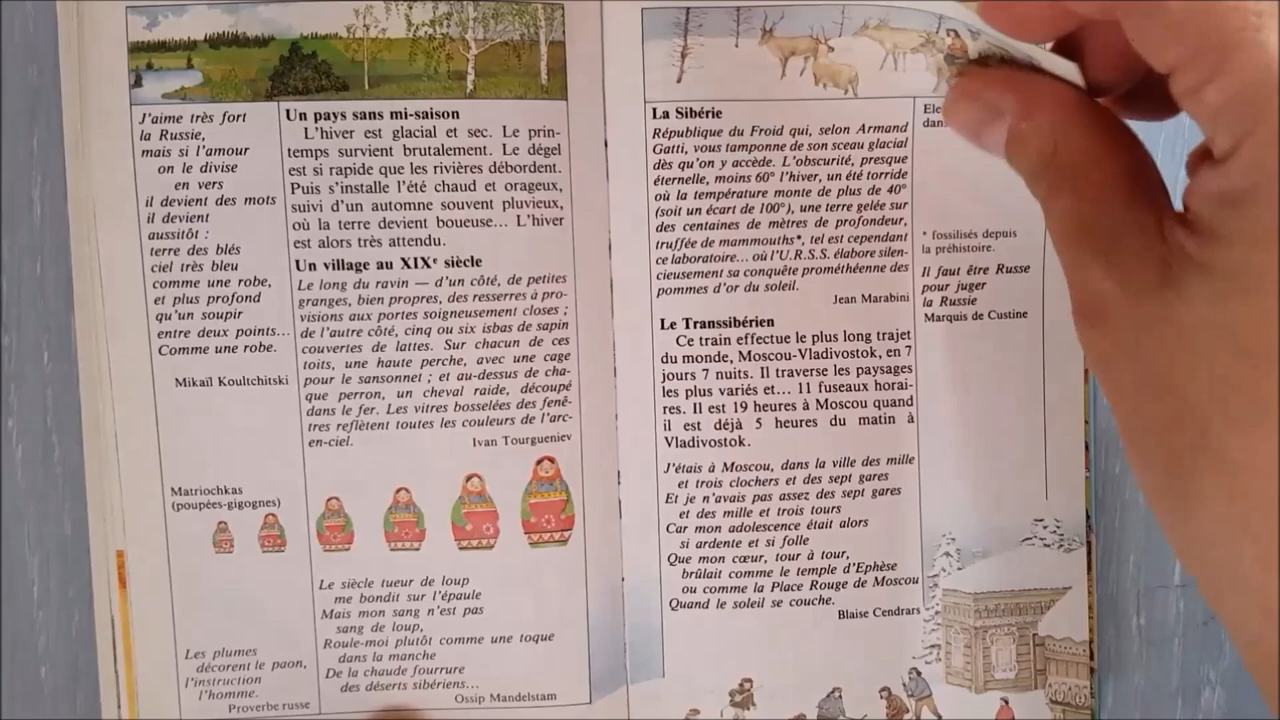 J'aime très fort
la Russie,
mais si l'amour
on le divise
en vers
il devient des mots
il devient
aussitôt :
terre des blés
ciel très bleu
comme une robe,
et plus profond
qu'un soupir
entre deux points...
Comme une robe.
Mikaïl Koultchitski
Matriochkas
(poupées-gigognes)
Les plumes
décorent le paon,
l'instruction
l'homme.
Proverbe russe
Un pays sans mi-saison
L'hiver est glacial et sec. Le prin-
temps survient brutalement. Le dégel
est si rapide que les rivières débordent.
Puis s'installe l'été chaud et orageux,
suivi d'un automne souvent pluvieux,
où la terre devient boueuse... L'hiver
est alors très attendu.
Un village au XIXe siècle
Le long du ravin — d'un côté, de petites
granges, bien propres, des resserres à pro-
visions aux portes soigneusement closes ;
de l'autre côté, cinq ou six isbas de sapin
couvertes de lattes. Sur chacun de ces
toits, une haute perche, avec une cage
pour le sansonnet ; et au-dessus de cha-
que perron, un cheval raide, découpé
dans le fer. Les vitres bosselées des fenê-
tres reflètent toutes les couleurs de l'arc-
en-ciel.
Ivan Tourgueniev
Le siècle tueur de loup
me bondit sur l'épaule
Mais mon sang n'est pas
sang de loup,
Roule-moi plutôt comme une toque
dans la manche
De la chaude fourrure
des déserts sibériens...
Ossip Mandelstam
La Sibérie
République du Froid qui, selon Armand
Gatti, vous tamponne de son sceau glacial
dès qu'on y accède. L'obscurité, presque
éternelle, moins 60° l'hiver, un été torride
où la température monte de plus de 40°
(soit un écart de 100°), une terre gelée sur
des centaines de mètres de profondeur,
truffée de mammouths*, tel est cependant
ce laboratoire... où l'U.R.S.S. élabore silen-
cieusement sa conquête prométhéenne des
pommes d'or du soleil.
Jean Marabini
Le Transsibérien
Ce train effectue le plus long trajet
du monde, Moscou-Vladivostok, en 7
jours 7 nuits. Il traverse les paysages
les plus variés et... 11 fuseaux horai-
res. Il est 19 heures à Moscou quand
il est déjà 5 heures du matin à
Vladivostok.
J'étais à Moscou, dans la ville des mille
et trois clochers et des sept gares
Et je n'avais pas assez des sept gares
et des mille et trois tours
Car mon adolescence était alors
si ardente et si folle
Que mon cœur, tour à tour,
brûlait comme le temple d'Ephèse
ou comme la Place Rouge de Moscou
Quand le soleil se couche.
Blaise Cendrars
dans
* fossilisés depuis
la préhistoire.
Il faut être Russe
pour juger
la Russie
Marquis de Custine